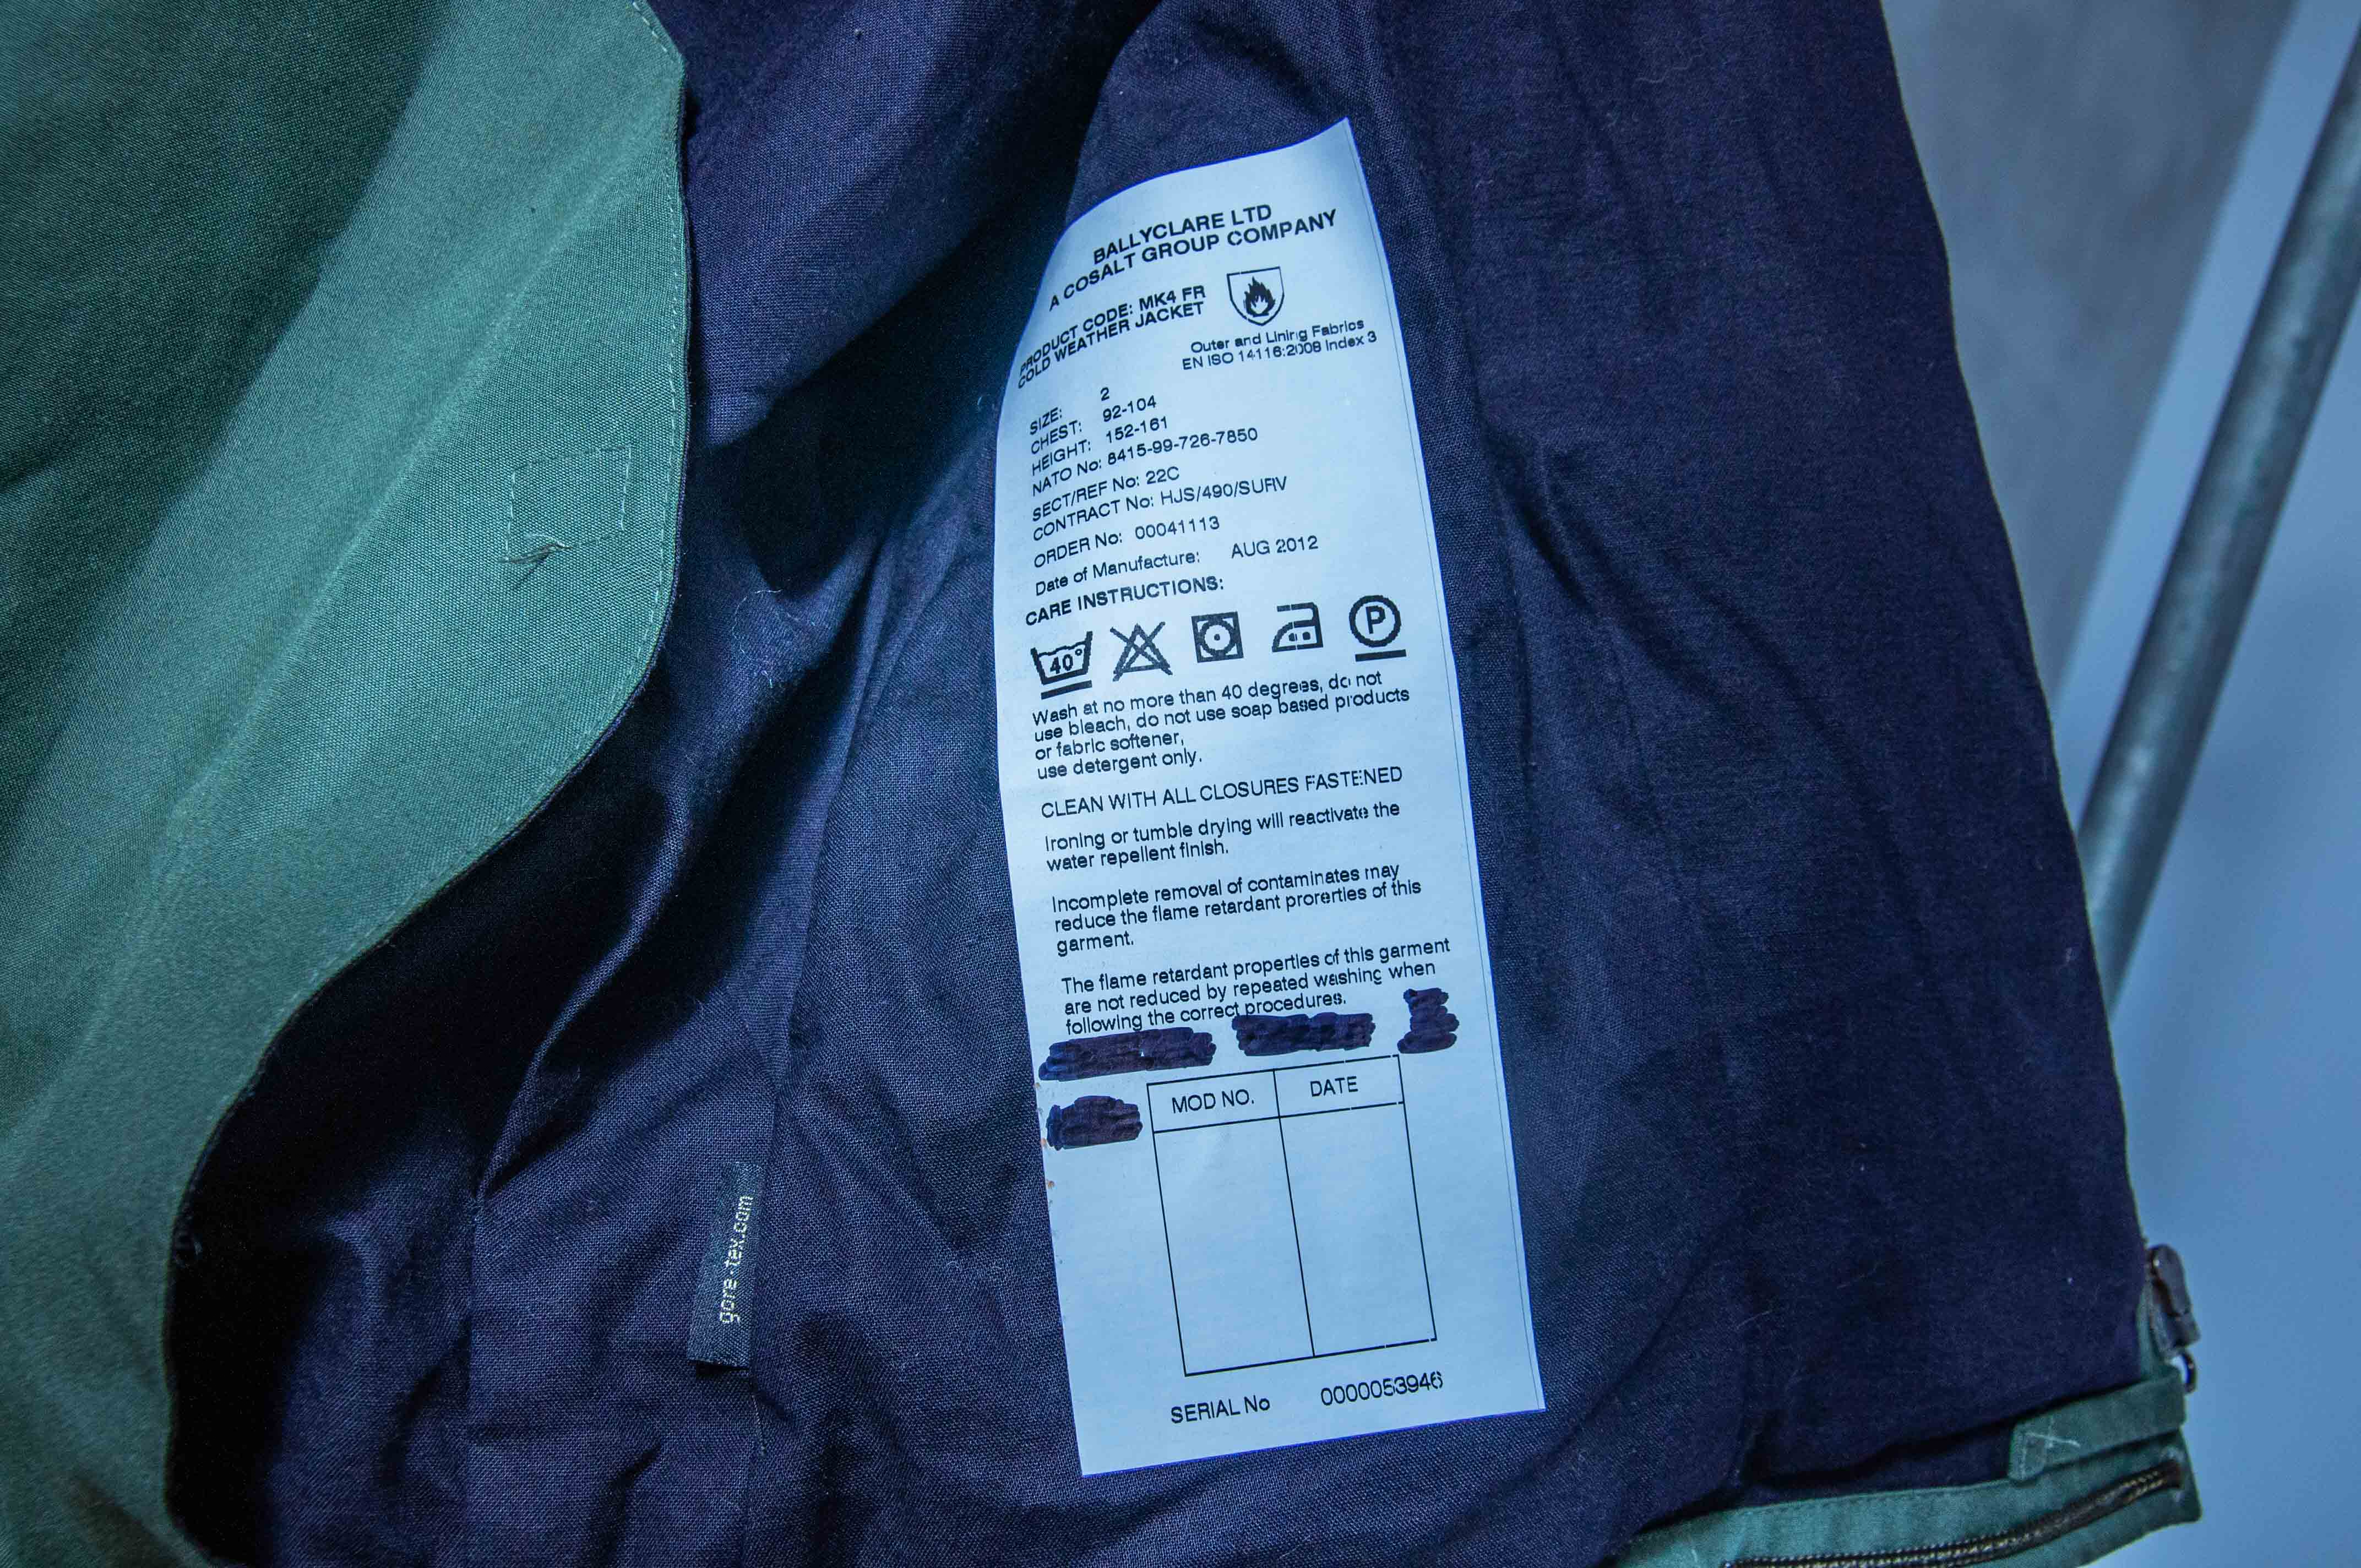 BALLYCLARE LTD
A COSALT GROUP COMPANY
PRODUCT CODE: MK4 FR
COLD WEATHER JACKET
Outer and Lining Fabrics
EN ISO 14116:2008 Index 3
SIZE: 2
CHEST: 92-104
HEIGHT: 152-161
NATO No: 8415-99-726-7850
SECT/REF No: 22C
CONTRACT No: HJS/490/SURV
ORDER No: 00041113
Date of Manufacture: AUG 2012
CARE INSTRUCTIONS:
40°
P
Wash at no more than 40 degrees, do not
use bleach, do not use soap based products
or fabric softener,
use detergent only.
CLEAN WITH ALL CLOSURES FASTENED
Ironing or tumble drying will reactivate the
water repellent finish.
Incomplete removal of contaminates may
reduce the flame retardant prorerties of this
garment.
The flame retardant properties of this garment
are not reduced by repeated washing when
following the correct procedures.
MOD NO. DATE
SERIAL No 0000053946
gore-tex.com